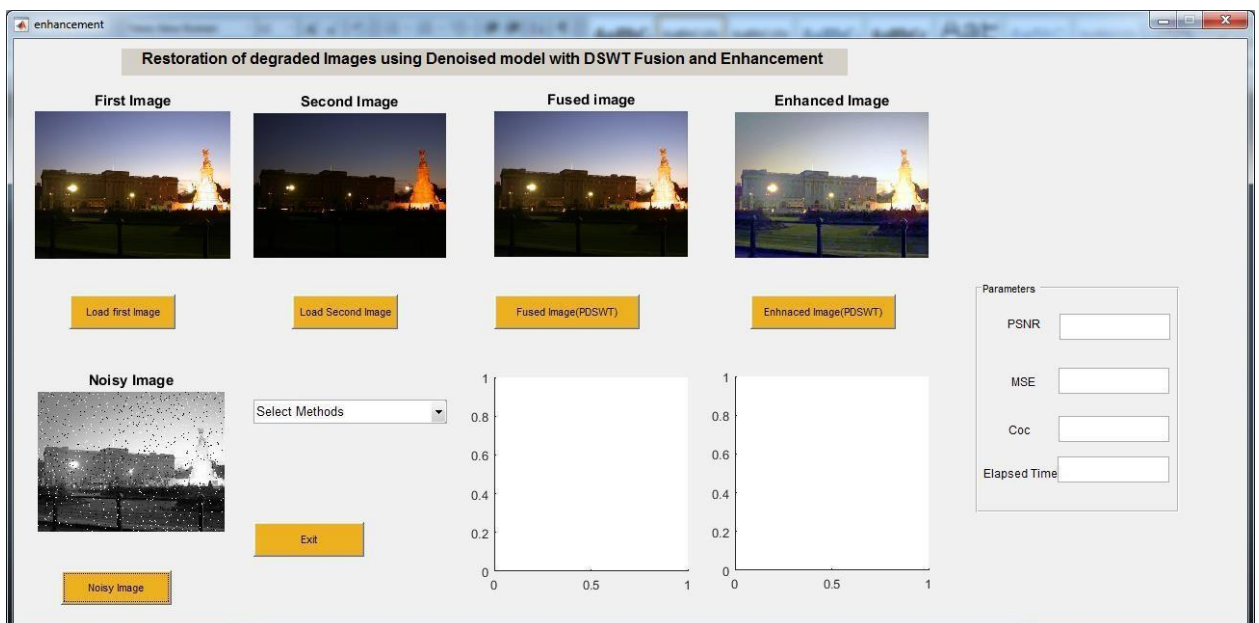 enhancement
Restoration of degraded Images using Denoised model with DSWT Fusion and Enhancement
First Image
Second Image
Fused image
Enhanced Image
Load first Image
Load Second Image
Fused Image(PDSWT)
Enhnaced Image(PDSWT)
Parameters
PSNR
MSE
Coc
Elapsed Time
Noisy Image
Select Methods
Exit
Noisy Image
1
0.8
0.6
0.4
0.2
0
0 0.5 1
1
0.8
0.6
0.4
0.2
0
0 0.5 1